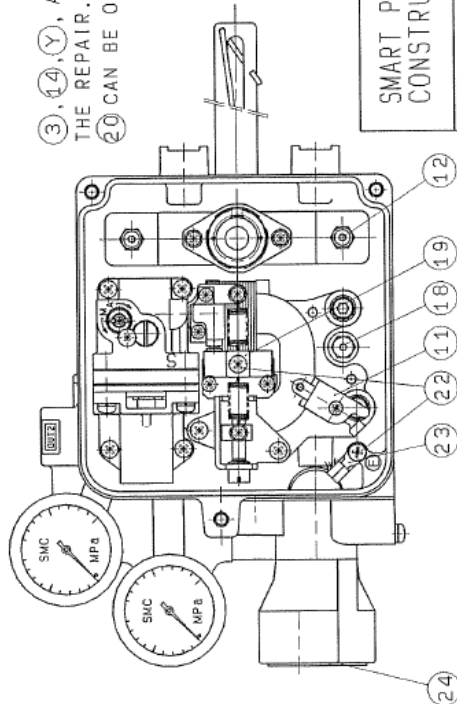 ③,⑭,Ⓨ, A
THE REPAIR.
⑳ CAN BE O
SMART P
CONSTRU
OUT2
SMC
MPa
SMC
MPa
M A
S
E
12
19
18
11
22
23
24